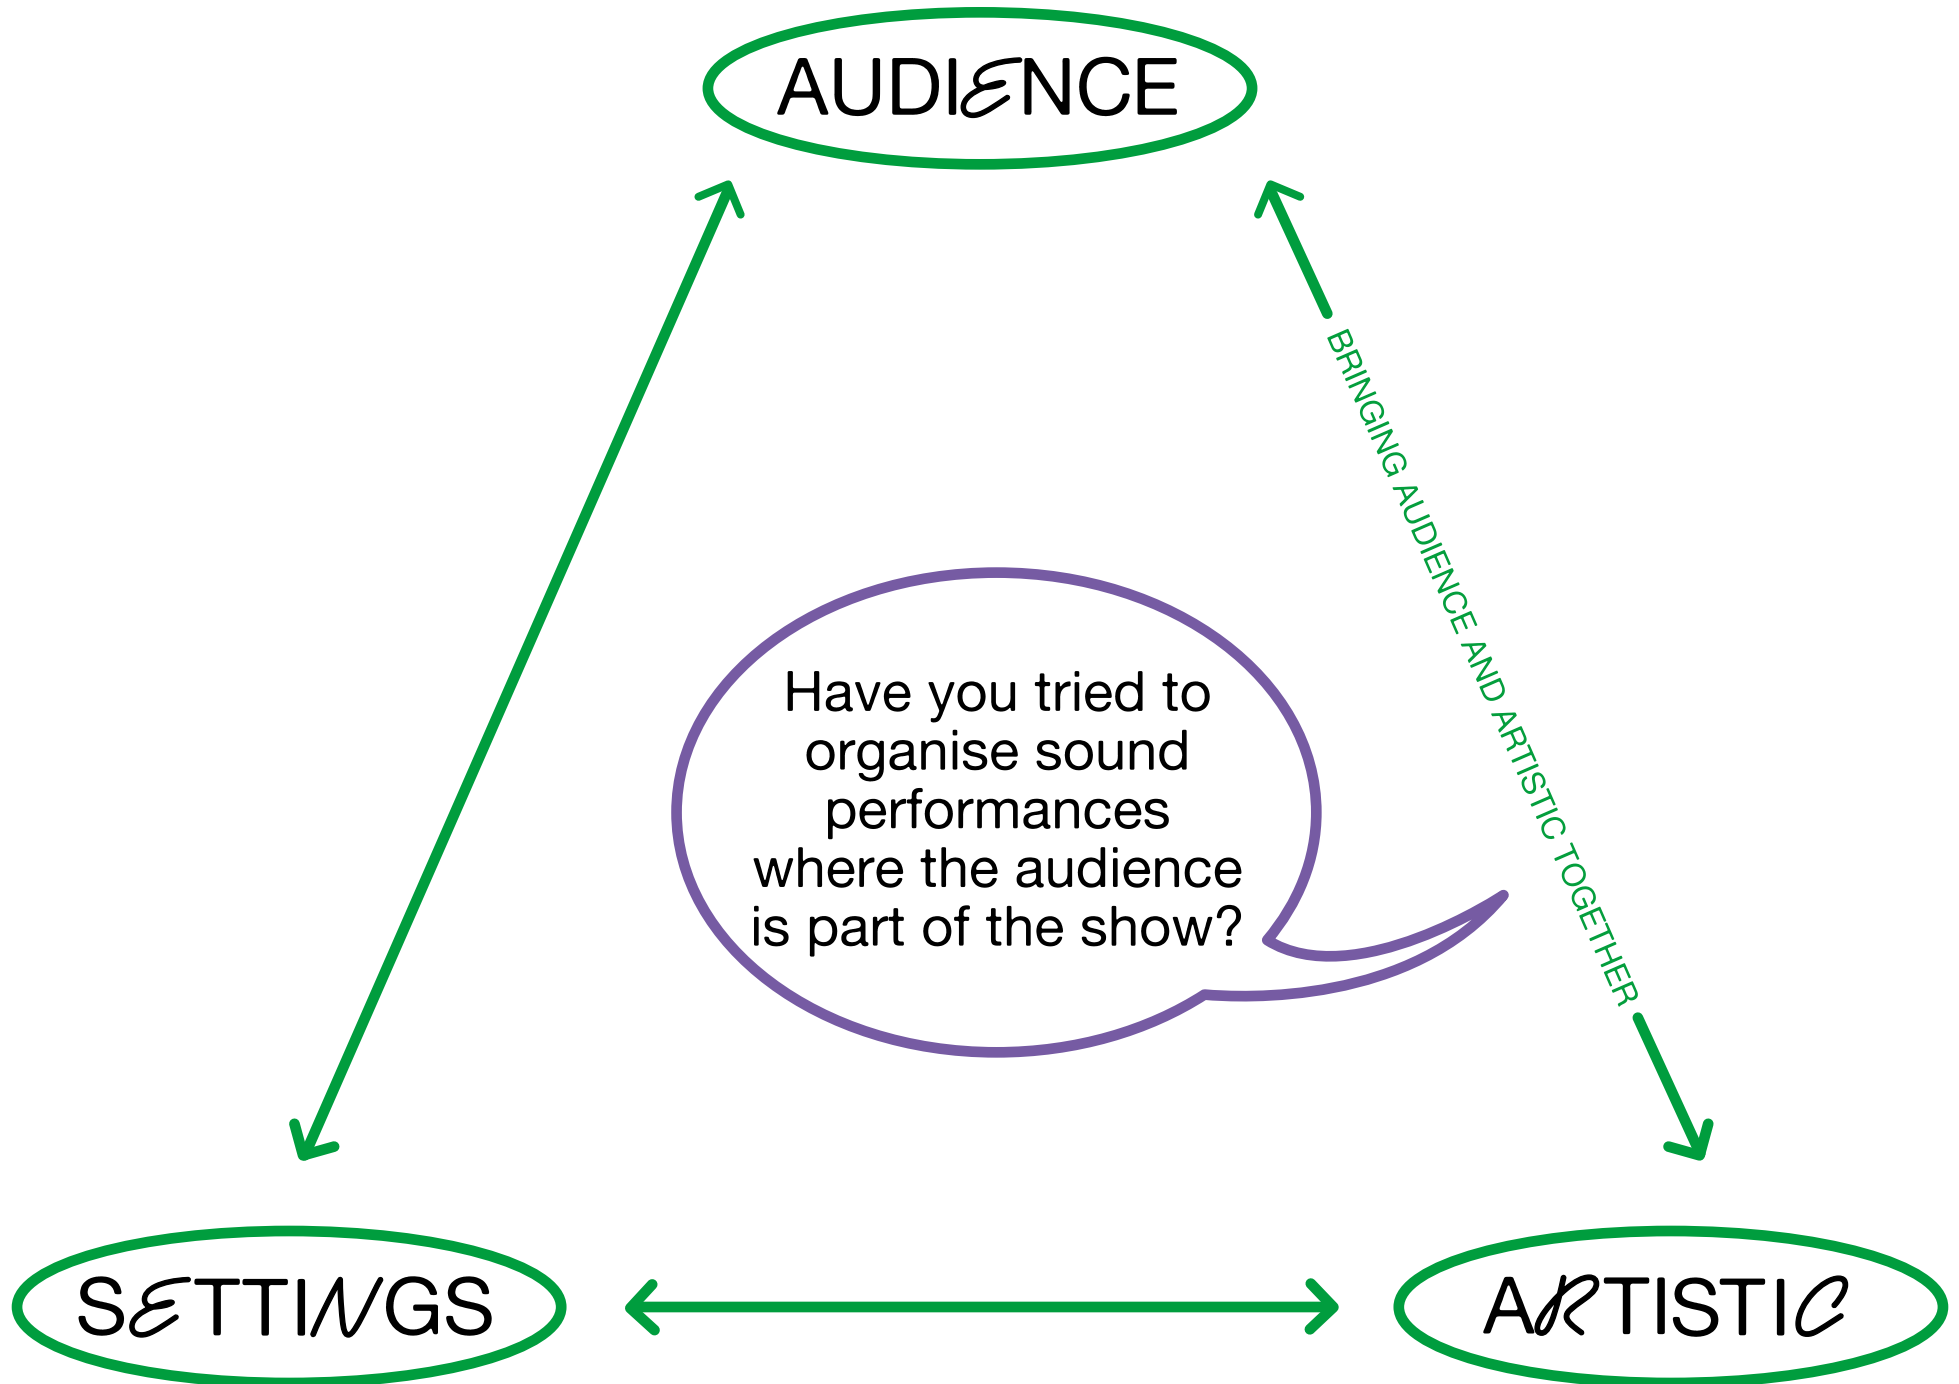 AUDIENCE
BRINGING AUDIENCE AND ARTISTIC TOGETHER
Have you tried to
organise sound
performances
where the audience
is part of the show?
SETTINGS
ARTISTIC